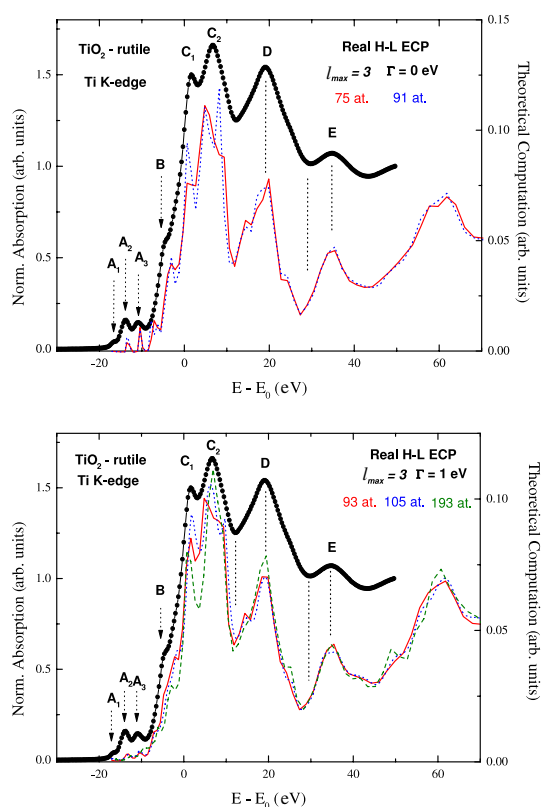 TiO2 - rutile
Ti K-edge
C1
C2
D
E
B
A1
A2
A3
Real H-L ECP
lmax = 3 Γ = 0 eV
75 at. 91 at.
Norm. Absorption (arb. units)
0.0
0.5
1.0
1.5
Theoretical Computation (arb. units)
0.00
0.05
0.10
0.15
-20 0 20 40 60
E - E0 (eV)
TiO2 - rutile
Ti K-edge
C1
C2
D
E
B
A1
A2
A3
Real H-L ECP
lmax = 3 Γ = 1 eV
93 at. 105 at. 193 at.
Norm. Absorption (arb. units)
0.0
0.5
1.0
1.5
Theoretical Computation (arb. units)
0.00
0.05
0.10
-20 0 20 40 60
E - E0 (eV)